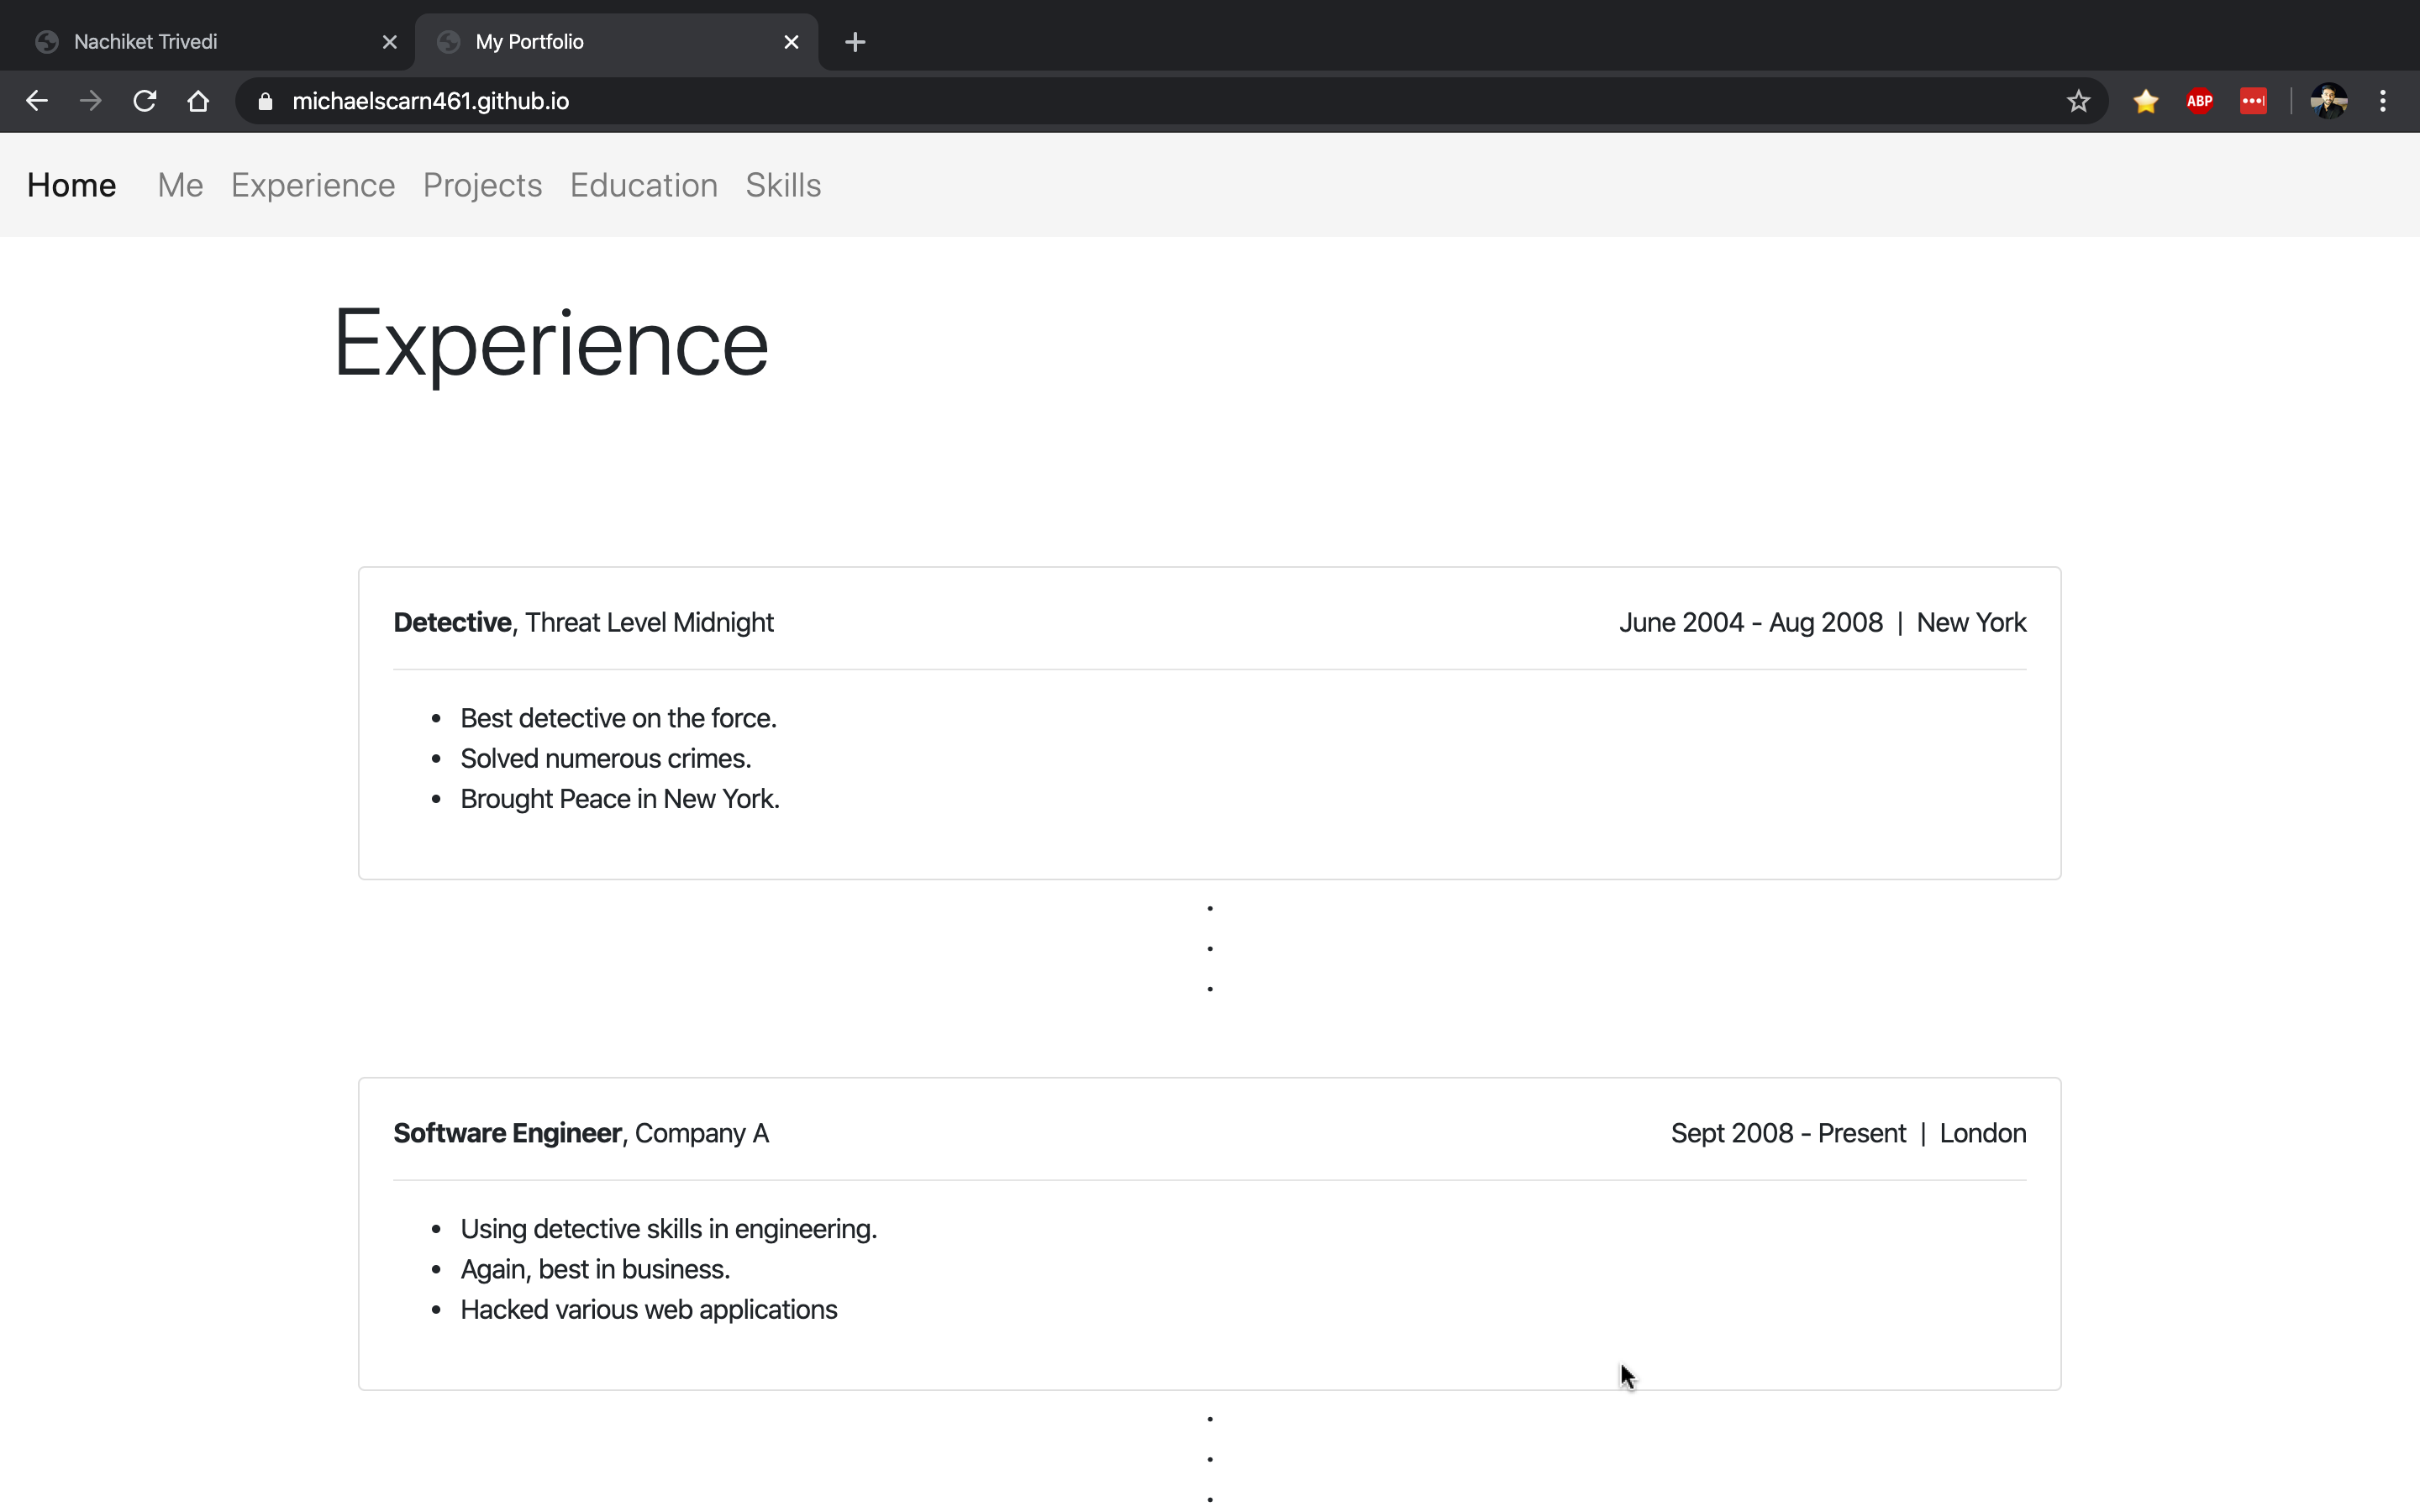 Nachiket Trivedi
My Portfolio
michaelscarn461.github.io
ABP
Home Me Experience Projects Education Skills
Experience
Detective, Threat Level Midnight June 2004 - Aug 2008 | New York
• Best detective on the force.
• Solved numerous crimes.
• Brought Peace in New York.
.
.
.
Software Engineer, Company A Sept 2008 - Present | London
• Using detective skills in engineering.
• Again, best in business.
• Hacked various web applications
.
.
.